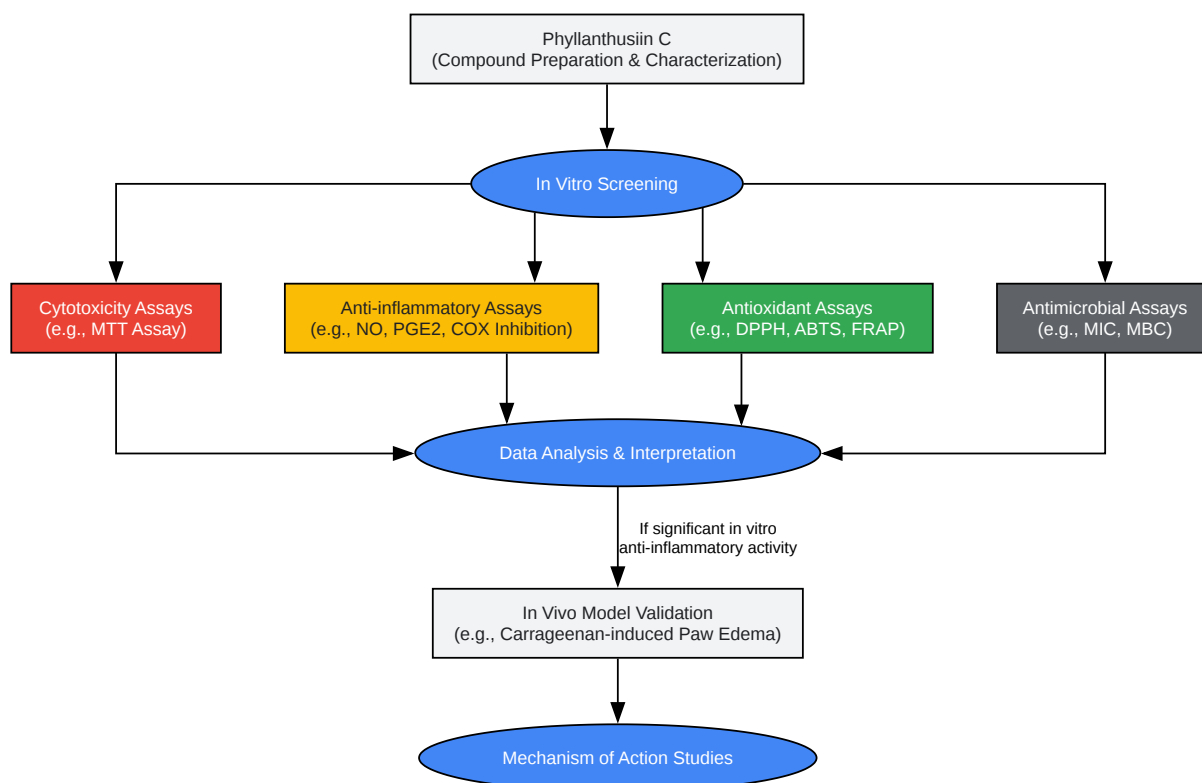 Phyllanthusiin C
(Compound Preparation & Characterization)
In Vitro Screening
Cytotoxicity Assays
(e.g., MTT Assay)
Anti-inflammatory Assays
(e.g., NO, PGE2, COX Inhibition)
Antioxidant Assays
(e.g., DPPH, ABTS, FRAP)
Antimicrobial Assays
(e.g., MIC, MBC)
Data Analysis & Interpretation
If significant in vitro
anti-inflammatory activity
In Vivo Model Validation
(e.g., Carrageenan-induced Paw Edema)
Mechanism of Action Studies